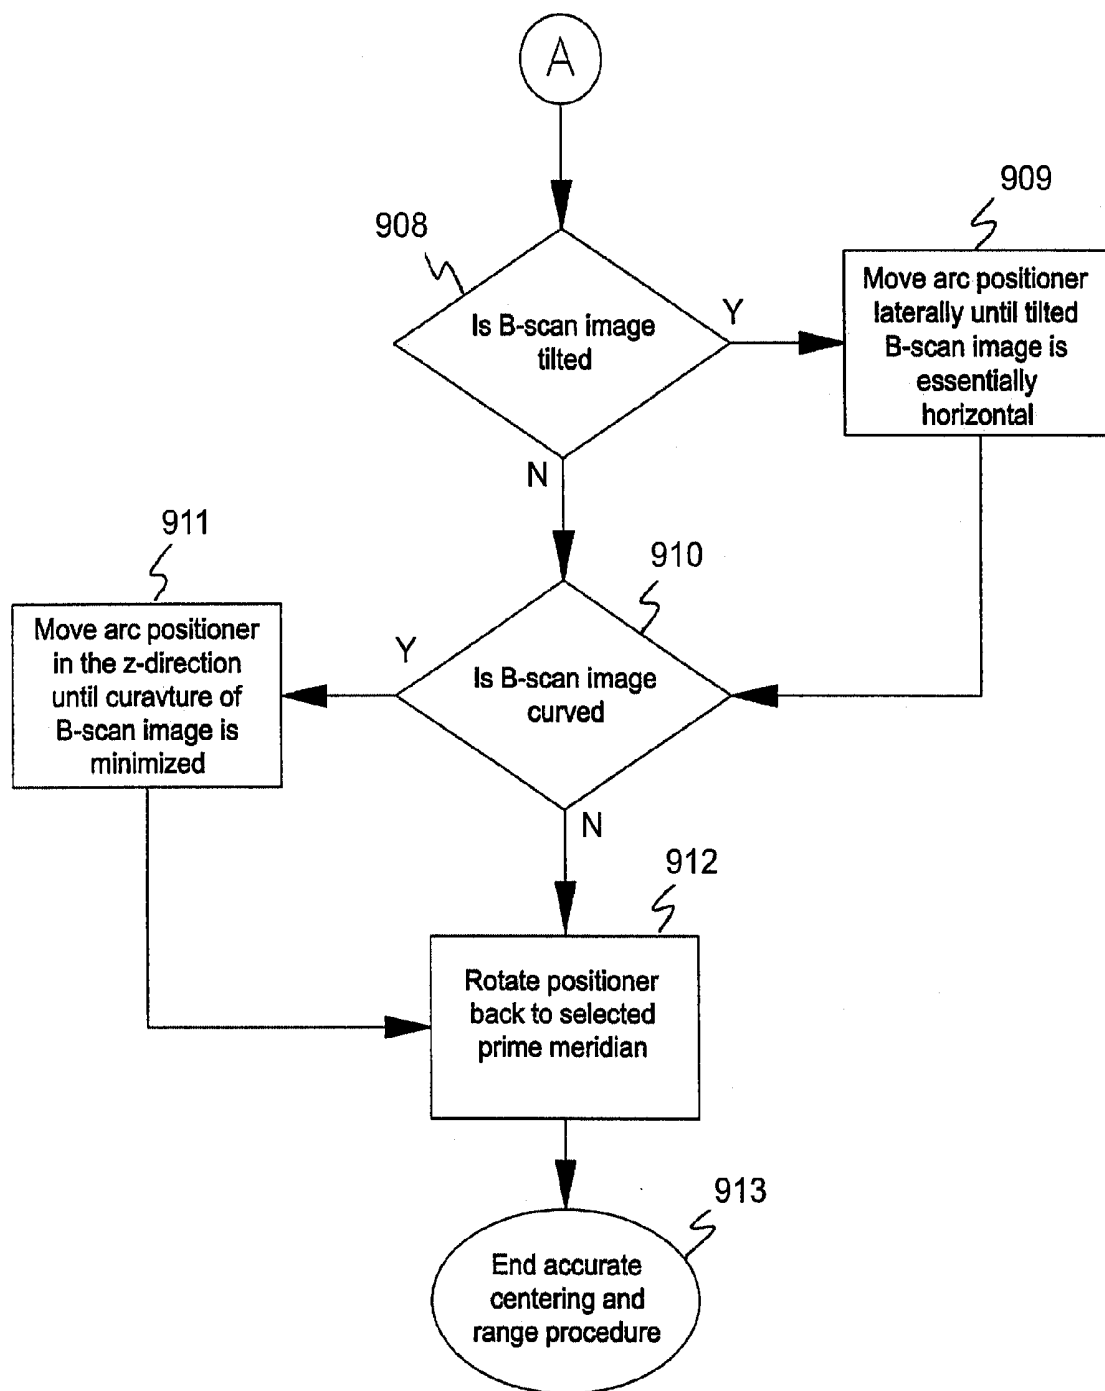 A
908
Is B-scan image
tilted
Y
N
909
Move arc positioner
laterally until tilted
B-scan image is
essentially
horizontal
910
Is B-scan image
curved
Y
N
911
Move arc positioner
in the z-direction
until curavture of
B-scan image is
minimized
912
Rotate positioner
back to selected
prime meridian
913
End accurate
centering and
range procedure